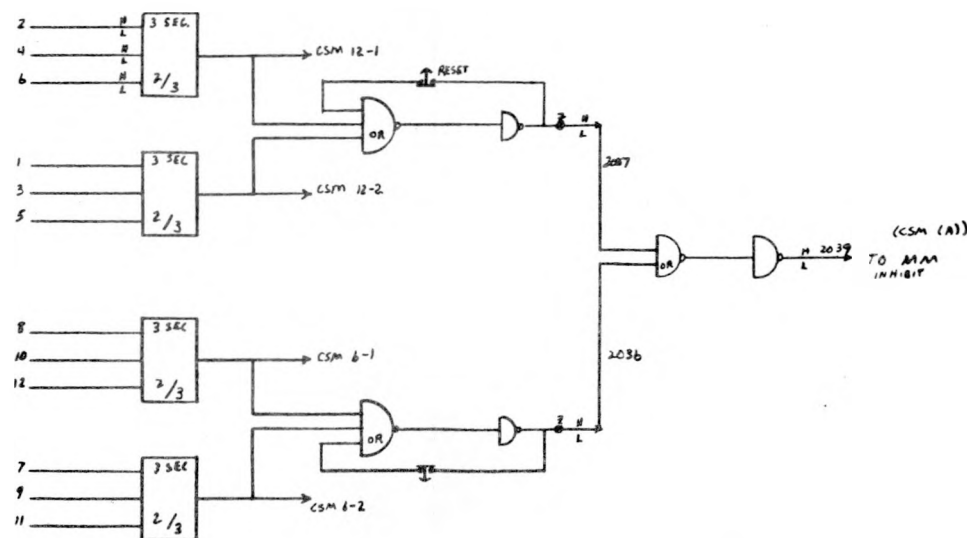 2 H L 3 SEC.
4 H L
6 H L 2/3
CSM 12-1
RESET
OR
1 3 SEC
3
5 2/3
CSM 12-2
Z H L
2037
OR
H L 2039
(CSM (A))
TO MM
INHIBIT
8 3 SEC
10
12 2/3
CSM 6-1
2036
OR
Z H L
7 3 SEC
9
11 2/3
CSM 6-2